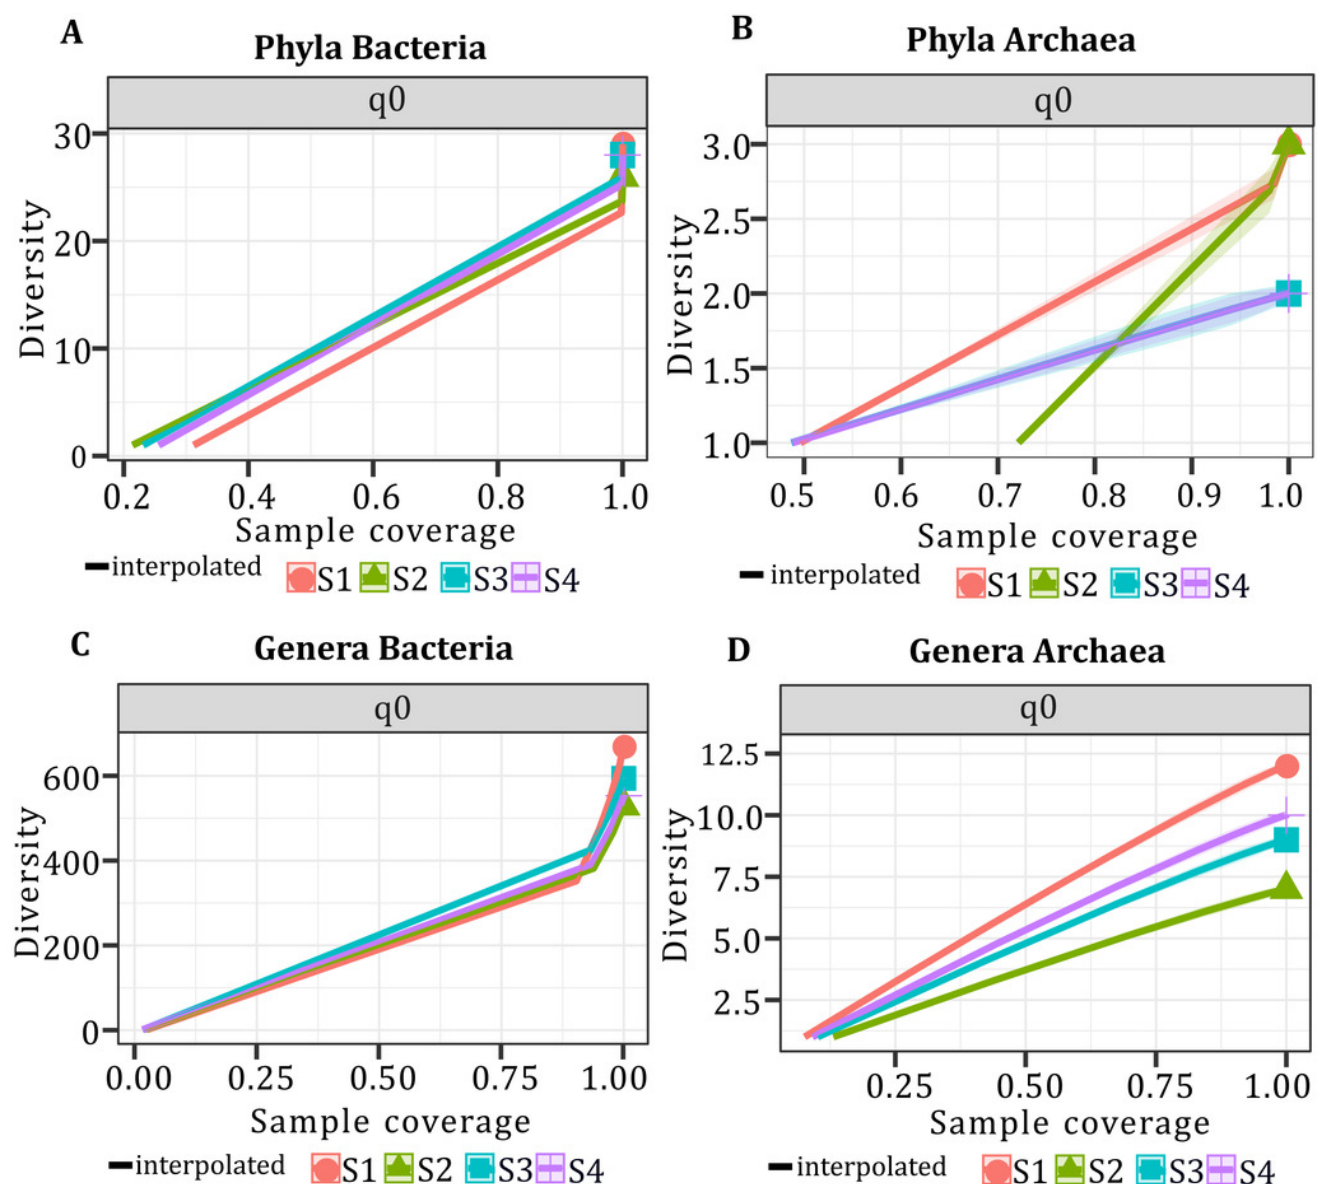 A
Phyla Bacteria
q0
30
20
10
0
Diversity
0.2 0.4 0.6 0.8 1.0
Sample coverage
interpolated S1 S2 S3 S4
B
Phyla Archaea
q0
3.0
2.5
2.0
1.5
1.0
Diversity
0.5 0.6 0.7 0.8 0.9 1.0
Sample coverage
interpolated S1 S2 S3 S4
C
Genera Bacteria
q0
600
400
200
0
Diversity
0.00 0.25 0.50 0.75 1.00
Sample coverage
interpolated S1 S2 S3 S4
D
Genera Archaea
q0
12.5
10.0
7.5
5.0
2.5
Diversity
0.25 0.50 0.75 1.00
Sample coverage
interpolated S1 S2 S3 S4